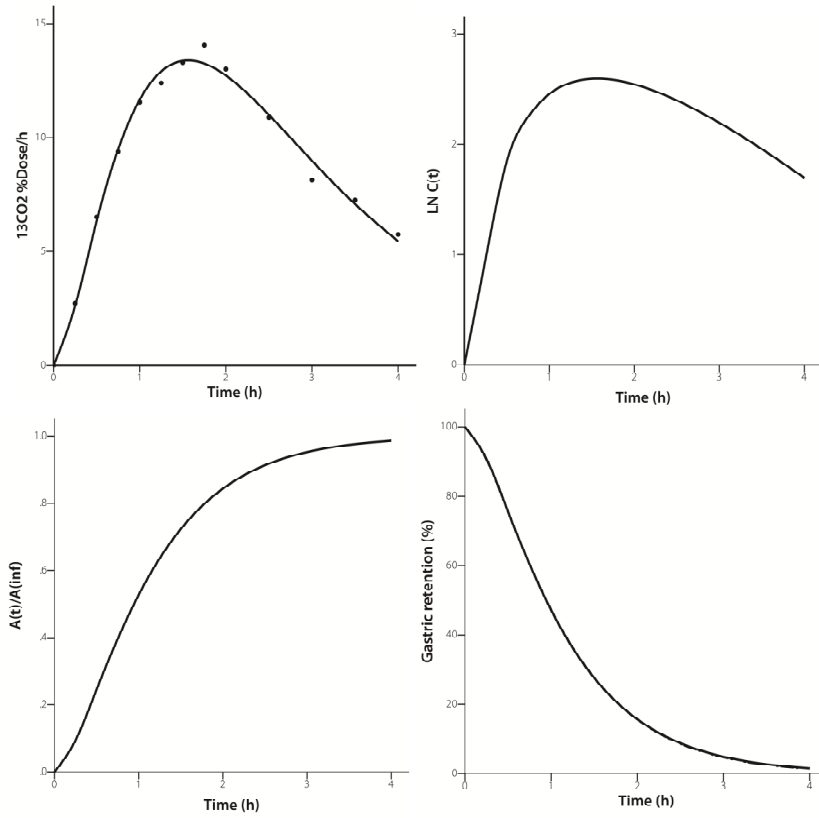 15
10
5
0
0 1 2 3 4
13CO2 %Dose/h
Time (h)
3
2
1
0
0 1 2 3 4
LN C(t)
Time (h)
1.0
.8
.6
.4
.2
.0
0 1 2 3 4
A(t)/A(inf)
Time (h)
100
80
60
40
20
0
0 1 2 3 4
Gastric retention (%)
Time (h)